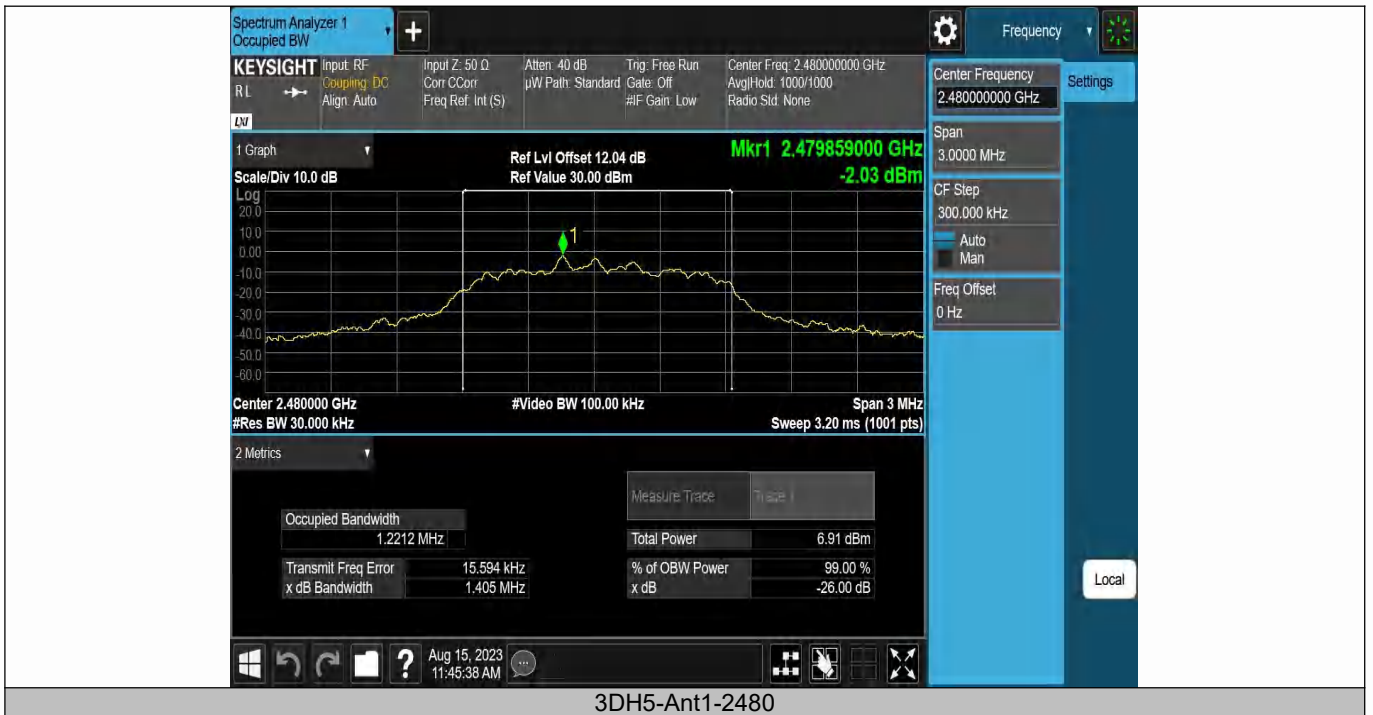 Spectrum Analyzer 1
Occupied BW
+
Frequency
KEYSIGHT
R L
LXI
Input: RF
Coupling: DC
Align: Auto
Input Z: 50 Ω
Corr CCorr
Freq Ref: Int (S)
Atten: 40 dB
µW Path: Standard
Trig: Free Run
Gate: Off
#IF Gain: Low
Center Freq: 2.480000000 GHz
Avg|Hold: 1000/1000
Radio Std: None
Center Frequency
2.480000000 GHz
Settings
Span
3.0000 MHz
CF Step
300.000 kHz
Auto
Man
Freq Offset
0 Hz
1 Graph
Scale/Div 10.0 dB
Ref Lvl Offset 12.04 dB
Ref Value 30.00 dBm
Mkr1 2.479859000 GHz
-2.03 dBm
Log
20.0
10.0
0.00
-10.0
-20.0
-30.0
-40.0
-50.0
-60.0
1
Center 2.480000 GHz
#Video BW 100.00 kHz
Span 3 MHz
#Res BW 30.000 kHz
Sweep 3.20 ms (1001 pts)
2 Metrics
Measure Trace
Trace 1
Occupied Bandwidth
1.2212 MHz
Total Power
6.91 dBm
Transmit Freq Error
15.594 kHz
% of OBW Power
99.00 %
x dB Bandwidth
1.405 MHz
x dB
-26.00 dB
Local
?
Aug 15, 2023
11:45:38 AM
3DH5-Ant1-2480